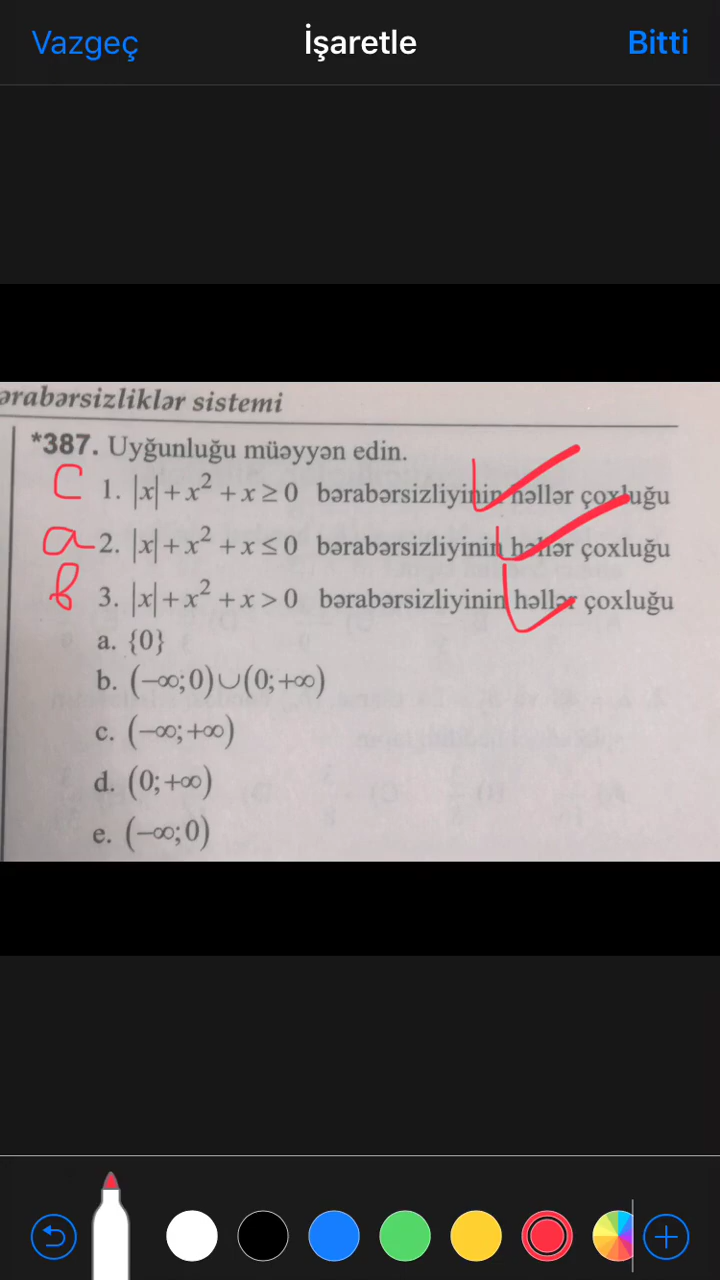 Vazgeç İşaretle Bitti
ərabərsizliklər sistemi
*387. Uyğunluğu müəyyən edin.
C 1. |x|+x²+x≥0 bərabərsizliyinin həllər çoxluğu
a 2. |x|+x²+x≤0 bərabərsizliyinin həllər çoxluğu
b 3. |x|+x²+x>0 bərabərsizliyinin həllər çoxluğu
a. {0}
b. (−∞;0)∪(0;+∞)
c. (−∞;+∞)
d. (0;+∞)
e. (−∞;0)